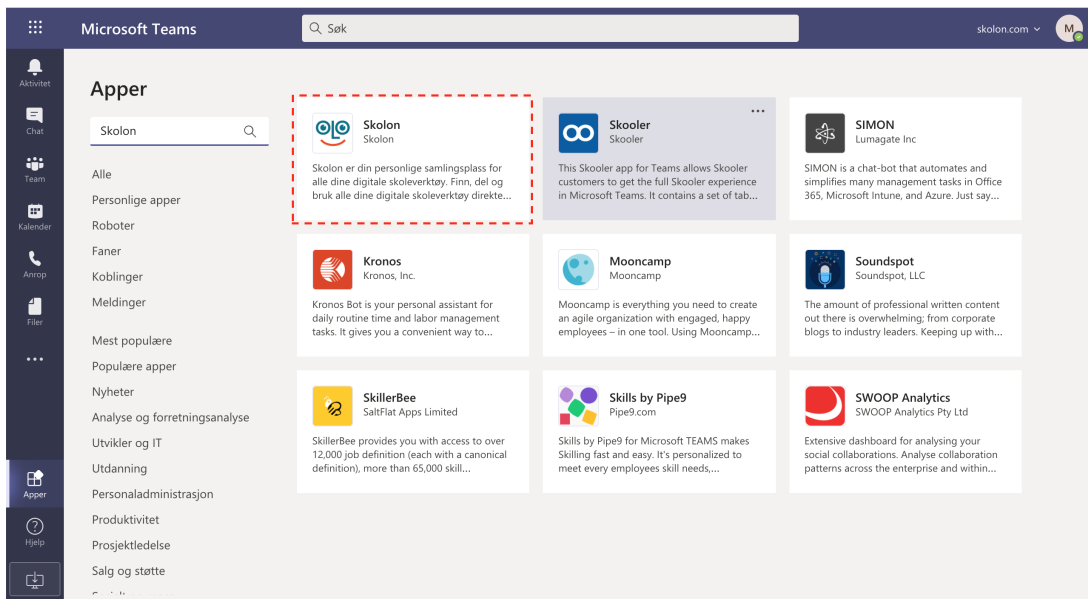 Microsoft Teams
Søk
skolon.com
M
Aktivitet
Chat
Team
Kalender
Anrop
Filer
Apper
Hjelp
Apper
Skolon
Alle
Personlige apper
Roboter
Faner
Koblinger
Meldinger
Mest populære
Populære apper
Nyheter
Analyse og forretningsanalyse
Utvikler og IT
Utdanning
Personaladministrasjon
Produktivitet
Prosjektledelse
Salg og støtte
Skolon
Skolon
Skolon er din personlige samlingsplass for
alle dine digitale skoleverktøy. Finn, del og
bruk alle dine digitale skoleverktøy direkte...
Skooler
Skooler
This Skooler app for Teams allows Skooler
customers to get the full Skooler experience
in Microsoft Teams. It contains a set of tab...
SIMON
Lumagate Inc
SIMON is a chat-bot that automates and
simplifies many management tasks in Office
365, Microsoft Intune, and Azure. Just say...
Kronos
Kronos, Inc.
Kronos Bot is your personal assistant for
daily routine time and labor management
tasks. It gives you a convenient way to...
Mooncamp
Mooncamp
Mooncamp is everything you need to create
an agile organization with engaged, happy
employees – in one tool. Using Mooncamp...
Soundspot
Soundspot, LLC
The amount of professional written content
out there is overwhelming; from corporate
blogs to industry leaders. Keeping up with...
SkillerBee
SaltFlat Apps Limited
SkillerBee provides you with access to over
12,000 job definition (each with a canonical
definition), more than 65,000 skill...
Skills by Pipe9
Pipe9.com
Skills by Pipe9 for Microsoft TEAMS makes
Skilling fast and easy. It's personalized to
meet every employees skill needs,...
SWOOP Analytics
SWOOP Analytics Pty Ltd
Extensive dashboard for analysing your
social collaborations. Analyse collaboration
patterns across the enterprise and within...